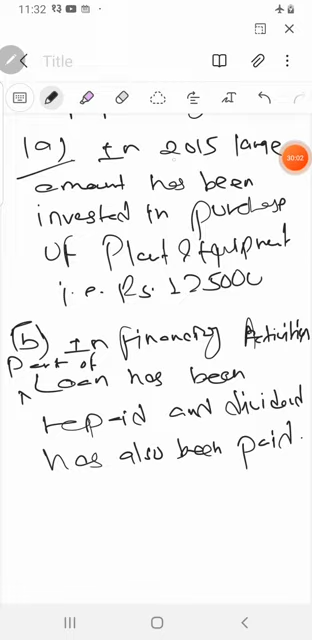 11:32
Title
(a) In 2015 large
30:02
amount has been
invested in purchase
of Plant & Equipment
i.e. Rs. 125000
(b) In Financing Activities
Part of
Loan has been
repaid and dividend
has also been paid.